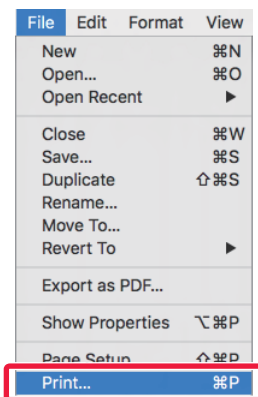 File Edit Format View
New ⌘N
Open... ⌘O
Open Recent ▶
Close ⌘W
Save... ⌘S
Duplicate ⇧⌘S
Rename...
Move To...
Revert To ▶
Export as PDF...
Show Properties ⌥⌘P
Page Setup ⇧⌘P
Print... ⌘P